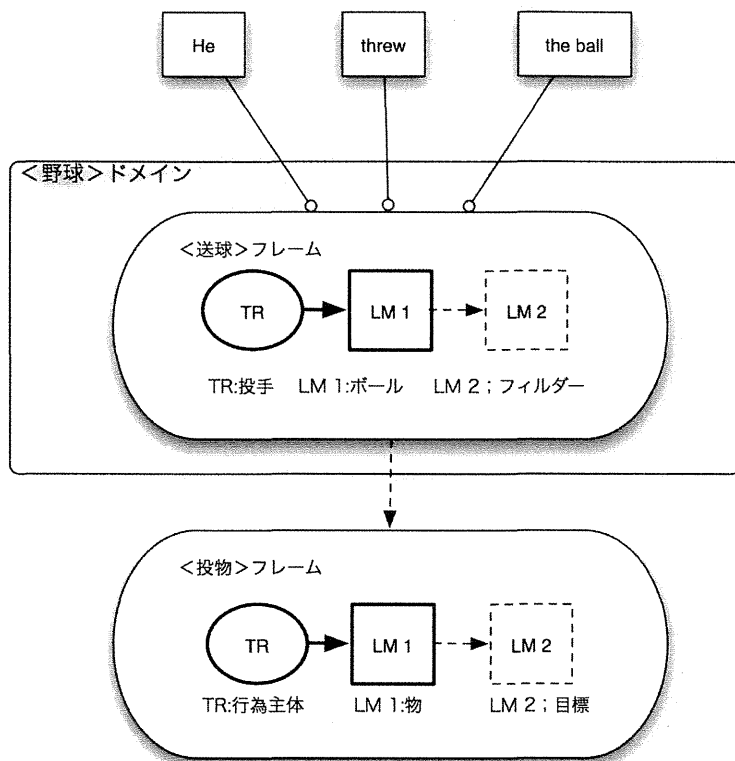 He threw the ball
＜野球＞ドメイン
＜送球＞フレーム
TR LM 1 LM 2
TR:投手 LM 1:ボール LM 2；フィルダー
＜投物＞フレーム
TR LM 1 LM 2
TR:行為主体 LM 1:物 LM 2；目標